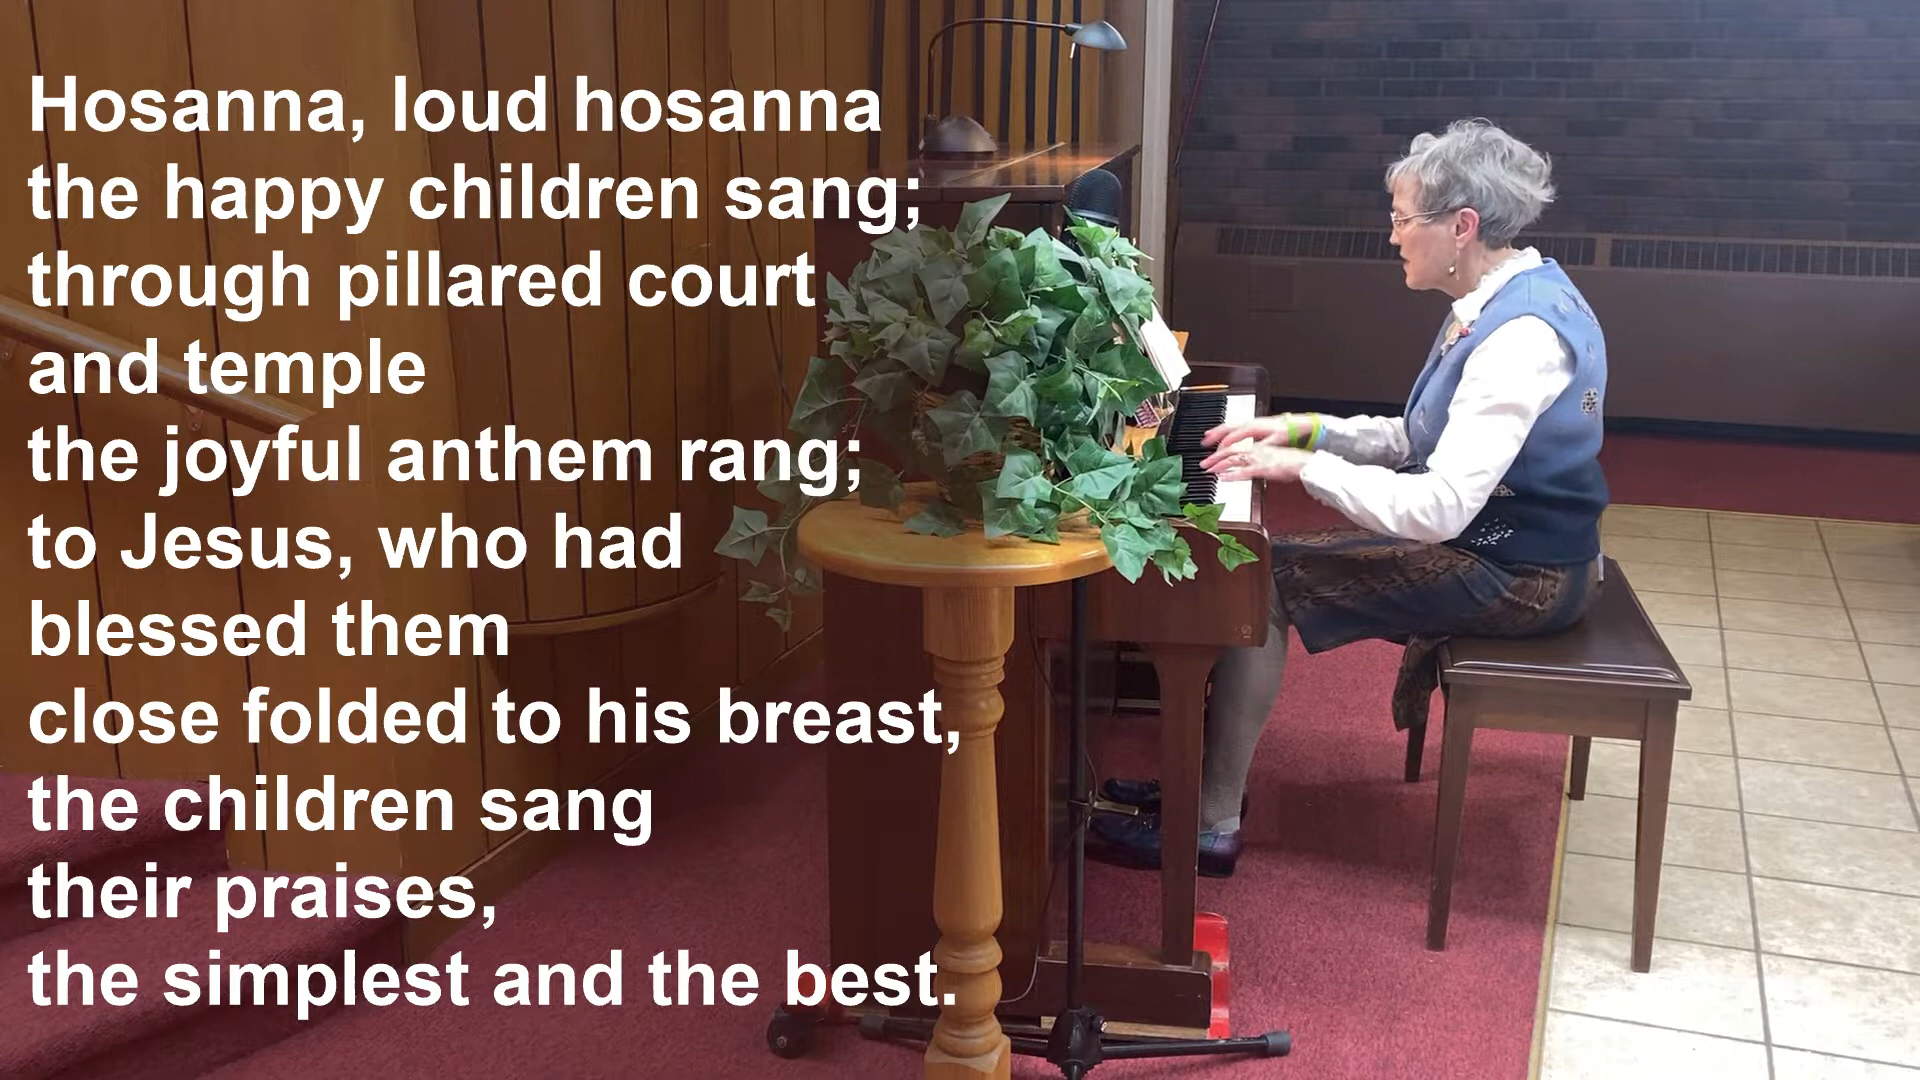 Hosanna, loud hosanna
the happy children sang;
through pillared court
and temple
the joyful anthem rang;
to Jesus, who had
blessed them
close folded to his breast,
the children sang
their praises,
the simplest and the best.